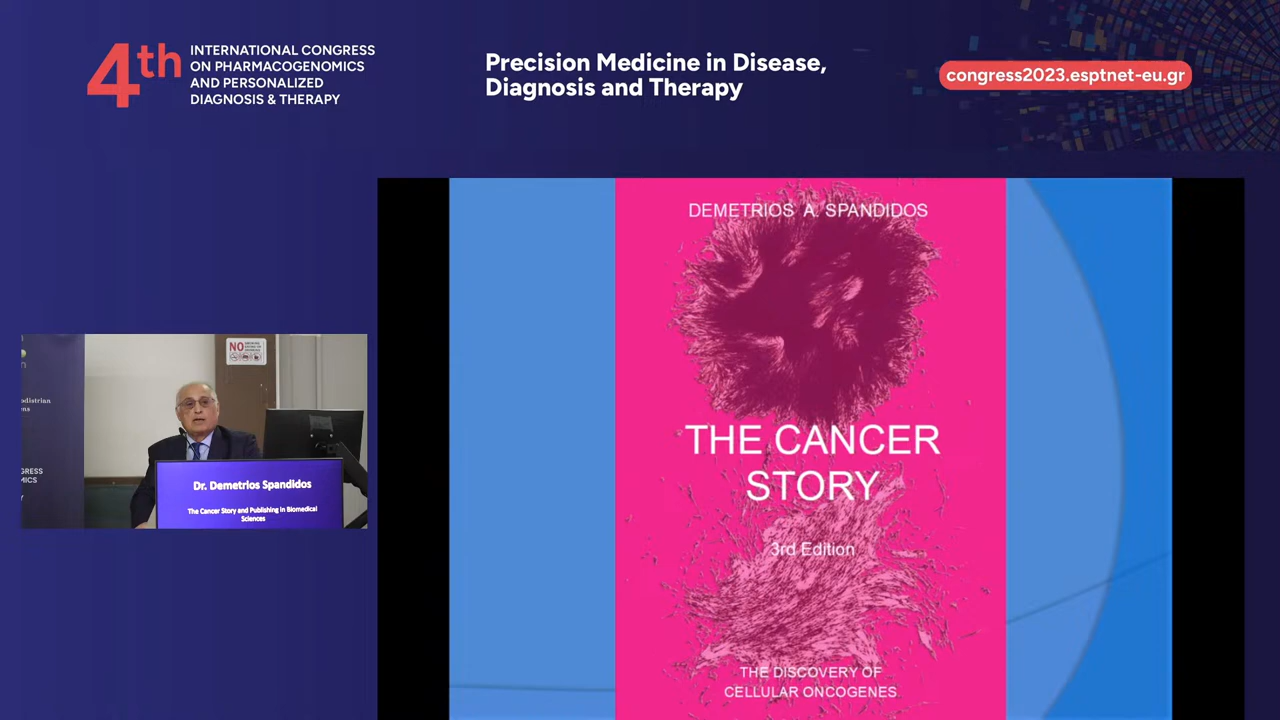 4th
INTERNATIONAL CONGRESS
ON PHARMACOGENOMICS
AND PERSONALIZED
DIAGNOSIS & THERAPY
Precision Medicine in Disease,
Diagnosis and Therapy
congress2023.esptnet-eu.gr
DEMETRIOS A. SPANDIDOS
THE CANCER
STORY
3rd Edition
THE DISCOVERY OF
CELLULAR ONCOGENES
NO
GRESS
MICS
Dr. Demetrios Spandidos
The Cancer Story and Publishing in Biomedical
Sciences